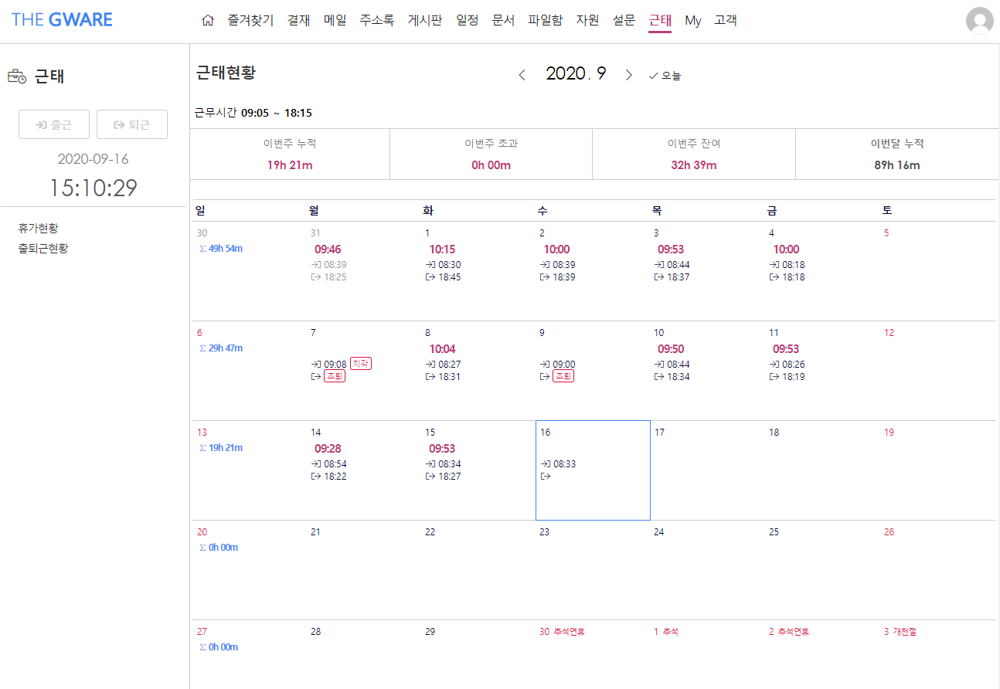 THE GWARE
즐겨찾기 결재 메일 주소록 게시판 일정 문서 파일함 자원 설문 근태 My 고객
근태
출근 퇴근
2020-09-16
15:10:29
휴가현황
출퇴근현황
근태현황
2020. 9
오늘
근무시간 09:05 ~ 18:15
이번주 누적 이번주 초과 이번주 잔여 이번달 누적
19h 21m 0h 00m 32h 39m 89h 16m
일 월 화 수 목 금 토
30 31 1 2 3 4 5
Σ 49h 54m 09:46 10:15 10:00 09:53 10:00
08:39 08:30 08:39 08:44 08:18
18:25 18:45 18:39 18:37 18:18
6 7 8 9 10 11 12
Σ 29h 47m 10:04 09:50 09:53
09:08 지각 08:27 09:00 08:44 08:26
조퇴 18:31 조퇴 18:34 18:19
13 14 15 16 17 18 19
Σ 19h 21m 09:28 09:53
08:54 08:34 08:33
18:22 18:27
20 21 22 23 24 25 26
Σ 0h 00m
27 28 29 30 추석연휴 1 추석 2 추석연휴 3 개천절
Σ 0h 00m